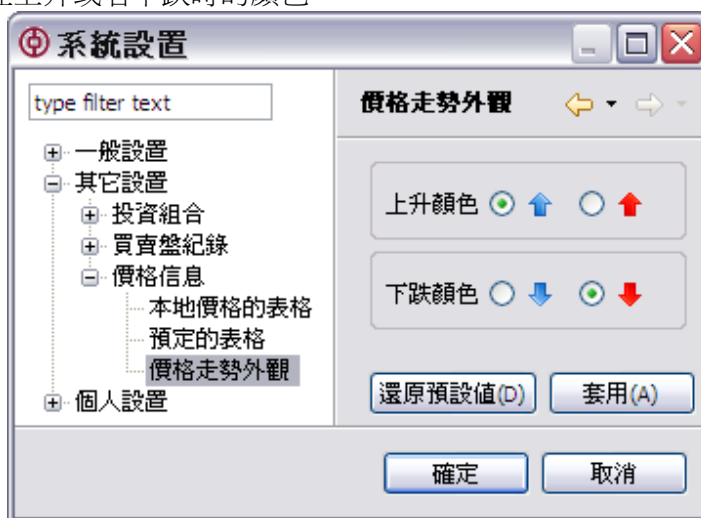 系統設置
type filter text
價格走勢外觀
一般設置
其它設置
投資組合
買賣盤紀錄
價格信息
本地價格的表格
預定的表格
價格走勢外觀
個人設置
上升顏色
下跌顏色
還原預設值(D)
套用(A)
確定
取消